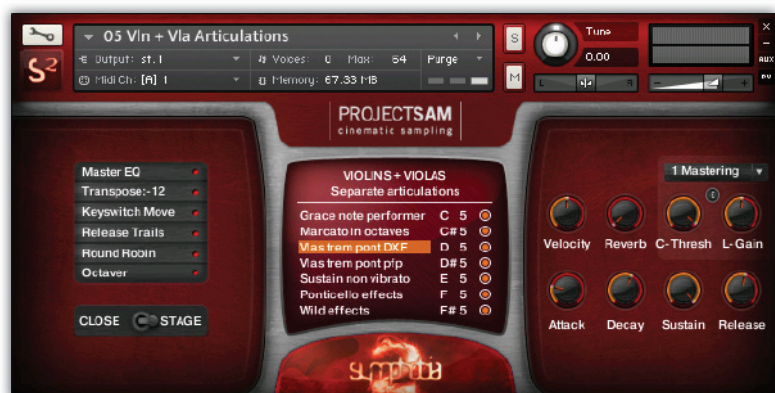 05 Vln + Vla Articulations
Output: st. 1
Voices: 0 Max: 64 Purge
Midi Ch: [A] 1
Memory: 67.33 MB
S
M
Tune
0.00
L R
- +
×
-
AUX
PV
S2
PROJECTSAM
cinematic sampling
Master EQ
Transpose:-12
Keyswitch Move
Release Trails
Round Robin
Octaver
CLOSE STAGE
VIOLINS + VIOLAS
Separate articulations
Grace note performer C 5
Marcato in octaves C# 5
Vlas trem pont DXF D 5
Vlas trem pont pfp D# 5
Sustain non vibrato E 5
Ponticello effects F 5
Wild effects F# 5
symphobia
2
1 Mastering
Velocity Reverb C-Thresh L-Gain
Attack Decay Sustain Release